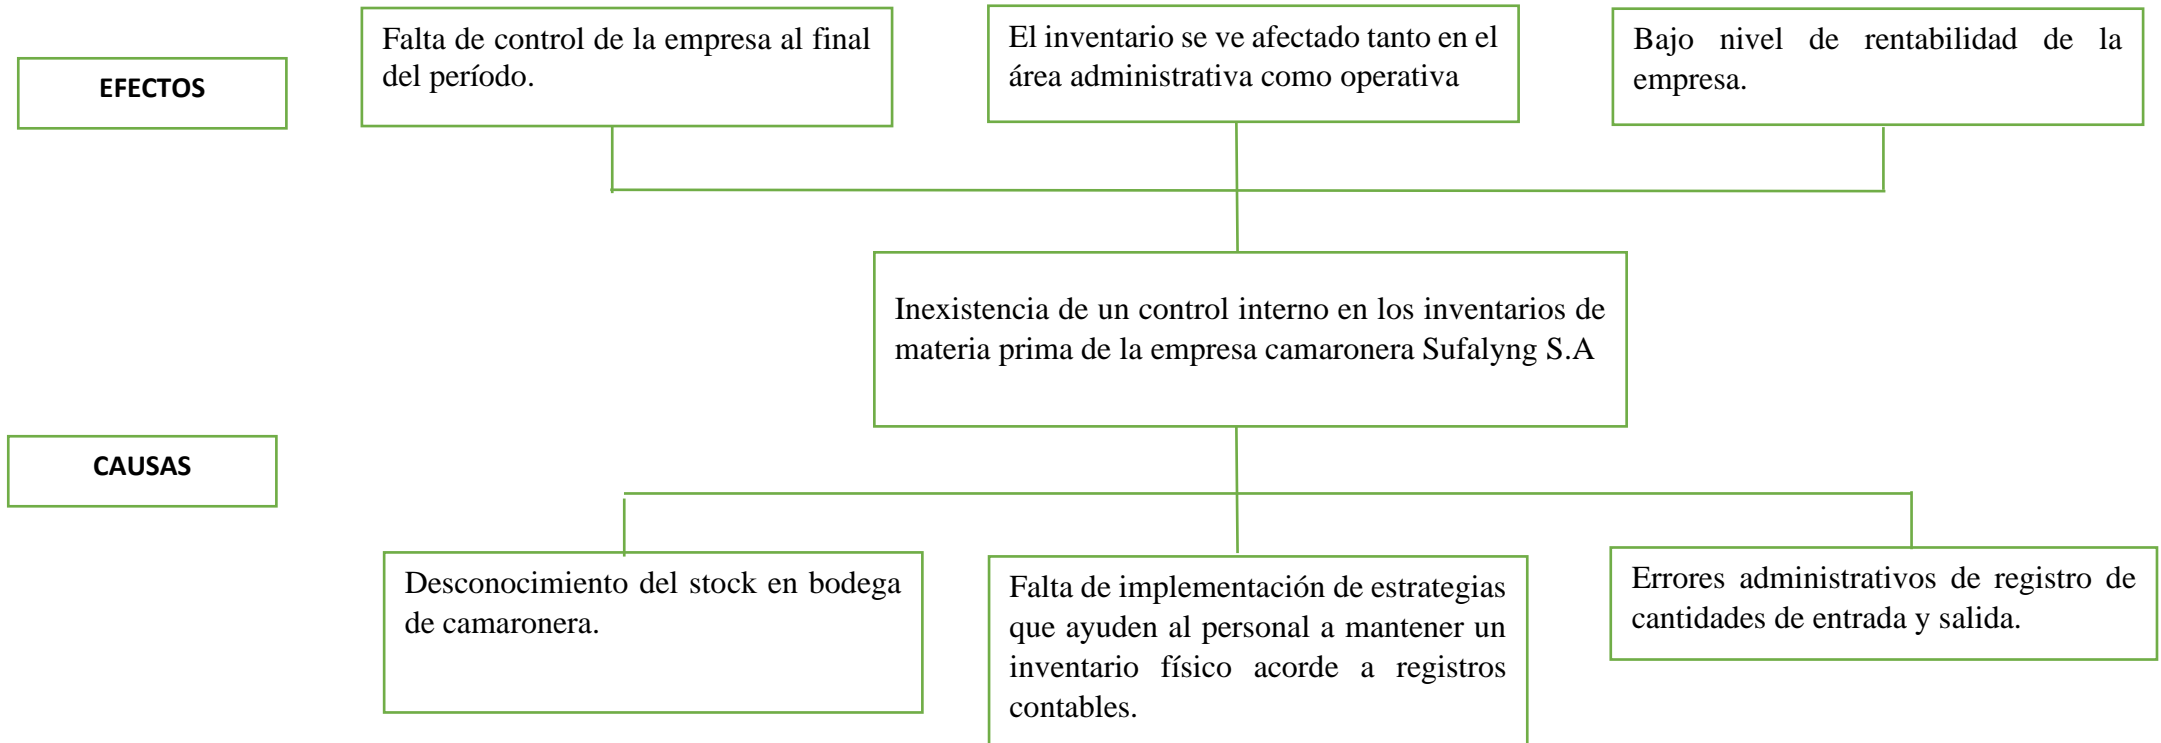 EFECTOS
Falta de control de la empresa al final
del período.
El inventario se ve afectado tanto en el
área administrativa como operativa
Bajo nivel de rentabilidad de la
empresa.
Inexistencia de un control interno en los inventarios de
materia prima de la empresa camaronera Sufalyng S.A
CAUSAS
Desconocimiento del stock en bodega
de camaronera.
Falta de implementación de estrategias
que ayuden al personal a mantener un
inventario físico acorde a registros
contables.
Errores administrativos de registro de
cantidades de entrada y salida.